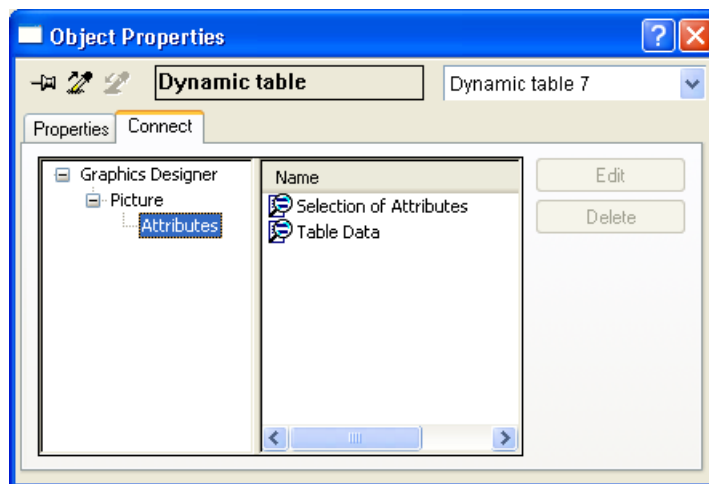 Object Properties
Dynamic table
Dynamic table 7
Properties
Connect
Graphics Designer
Picture
Attributes
Name
Selection of Attributes
Table Data
Edit
Delete